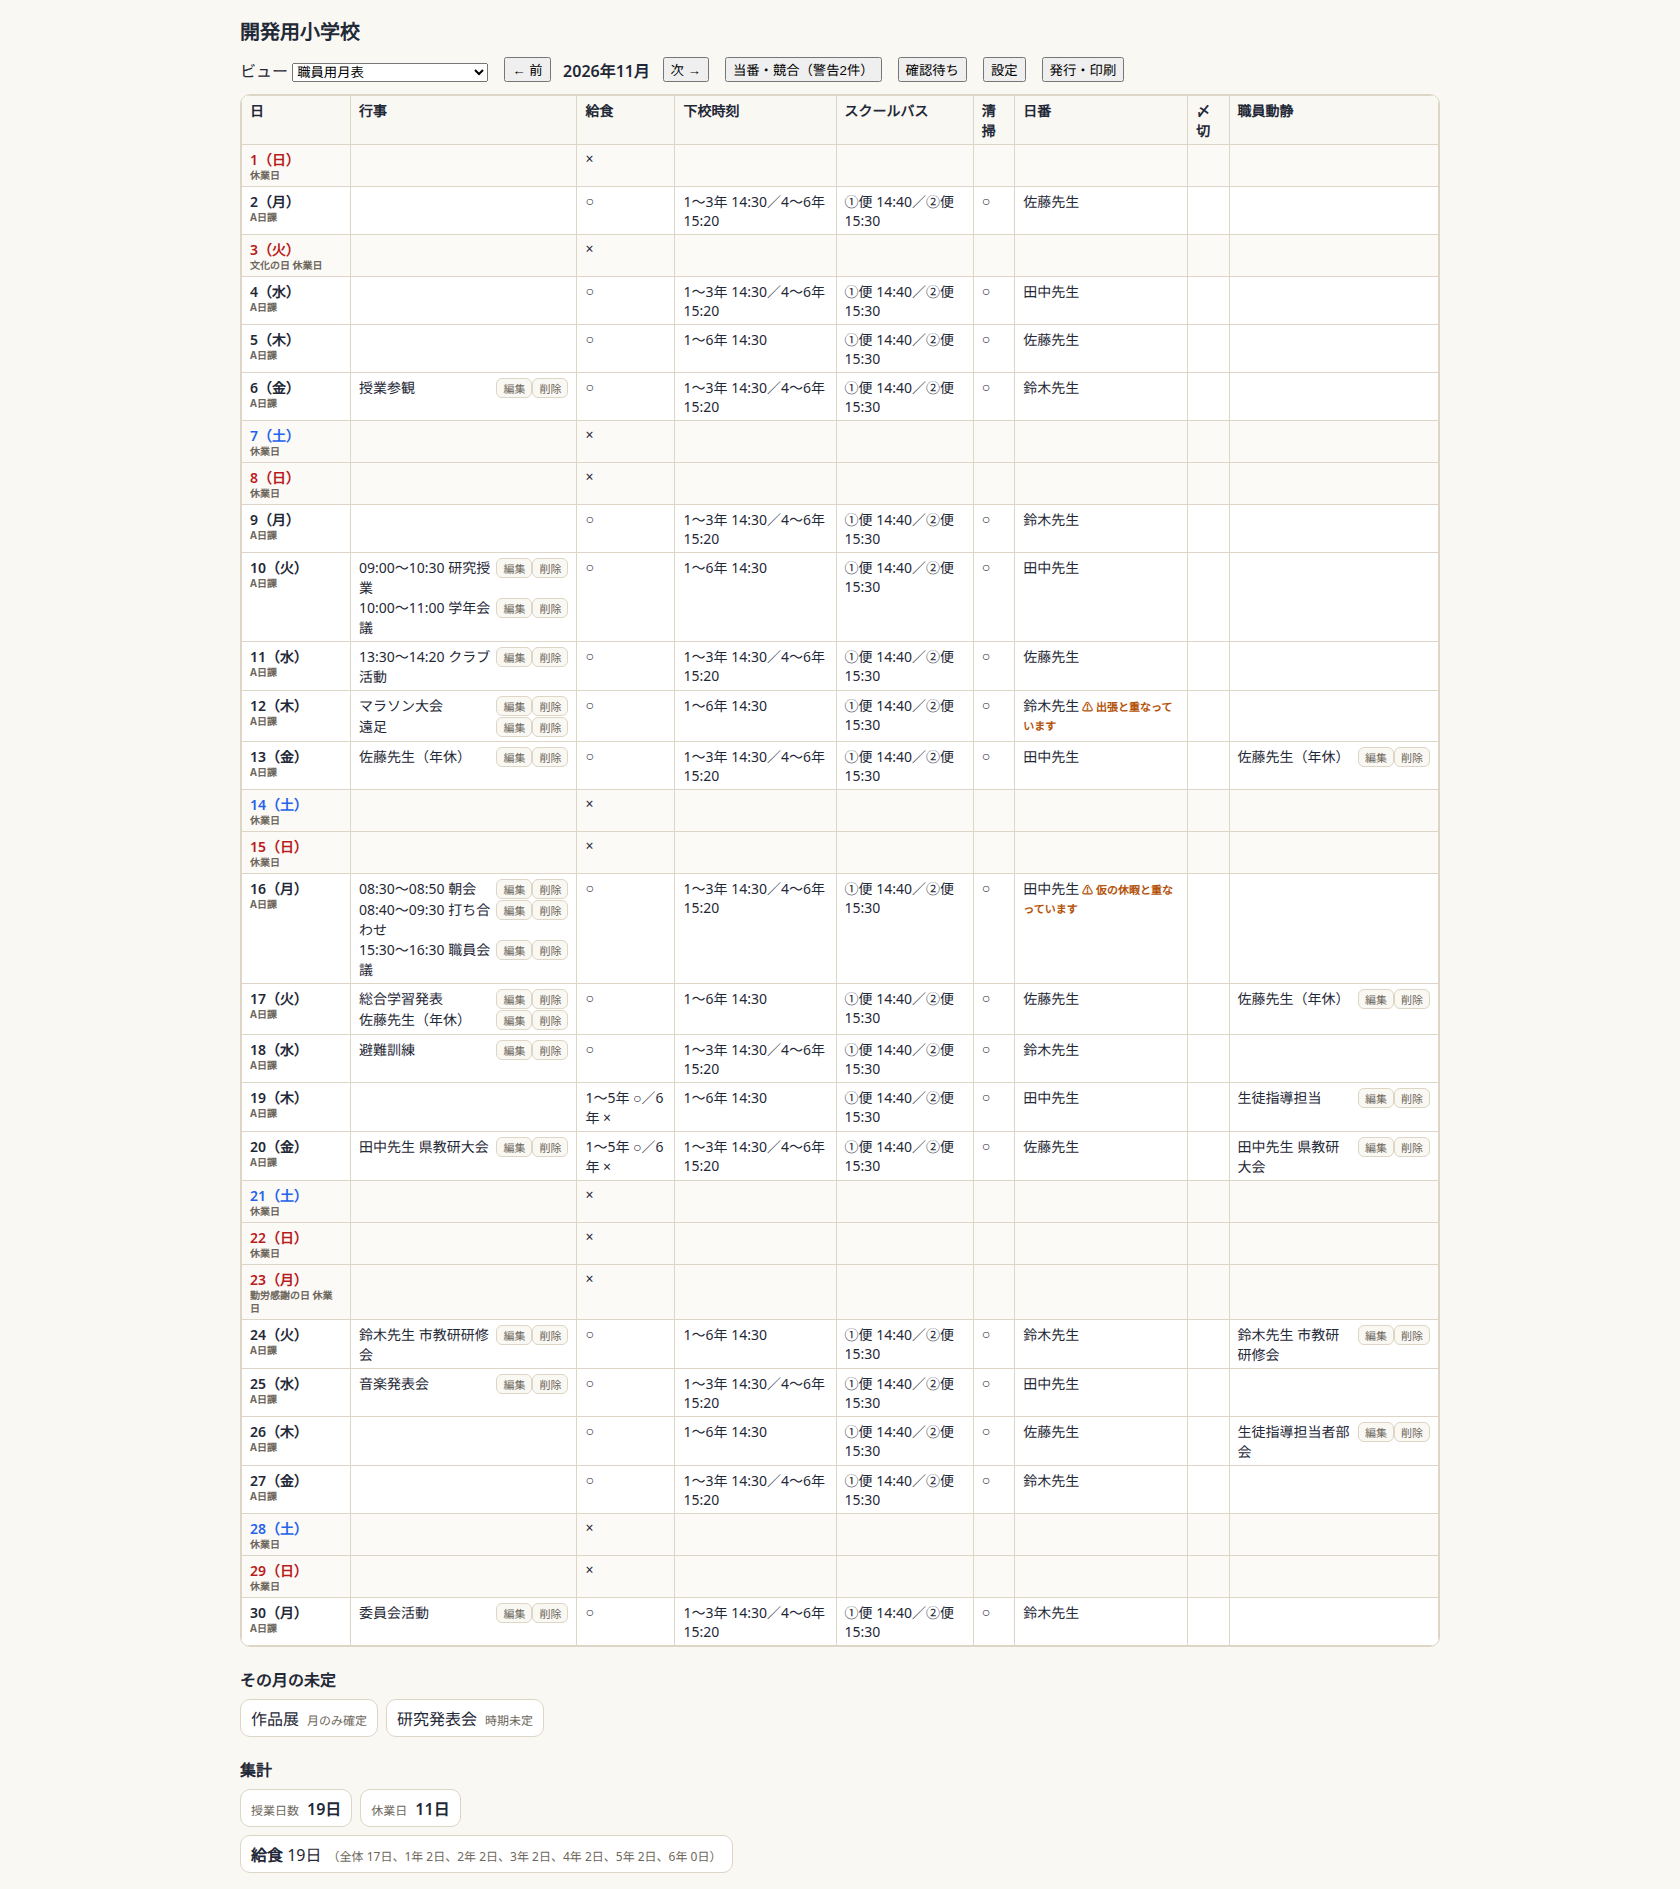 開発用小学校
ビュー 職員用月表 ← 前 2026年11月 次 → 当番・競合（警告2件） 確認待ち 設定 発行・印刷
日 行事 給食 下校時刻 スクールバス 清掃 日番 〆切 職員動静
1（日） 休業日 ×
2（月） A日課 ○ 1～3年 14:30／4～6年 15:20 ①便 14:40／②便 15:30 ○ 佐藤先生
3（火） 文化の日 休業日 ×
4（水） A日課 ○ 1～3年 14:30／4～6年 15:20 ①便 14:40／②便 15:30 ○ 田中先生
5（木） A日課 ○ 1～6年 14:30 ①便 14:40／②便 15:30 ○ 佐藤先生
6（金） A日課 授業参観 編集 削除 ○ 1～3年 14:30／4～6年 15:20 ①便 14:40／②便 15:30 ○ 鈴木先生
7（土） 休業日 ×
8（日） 休業日 ×
9（月） A日課 ○ 1～3年 14:30／4～6年 15:20 ①便 14:40／②便 15:30 ○ 鈴木先生
10（火） A日課 09:00～10:30 研究授業 編集 削除 10:00～11:00 学年会議 編集 削除 ○ 1～6年 14:30 ①便 14:40／②便 15:30 ○ 田中先生
11（水） A日課 13:30～14:20 クラブ活動 編集 削除 ○ 1～3年 14:30／4～6年 15:20 ①便 14:40／②便 15:30 ○ 佐藤先生
12（木） A日課 マラソン大会 編集 削除 遠足 編集 削除 ○ 1～6年 14:30 ①便 14:40／②便 15:30 ○ 鈴木先生 ⚠ 出張と重なっています
13（金） A日課 佐藤先生（年休） 編集 削除 ○ 1～3年 14:30／4～6年 15:20 ①便 14:40／②便 15:30 ○ 田中先生 佐藤先生（年休） 編集 削除
14（土） 休業日 ×
15（日） 休業日 ×
16（月） A日課 08:30～08:50 朝会 編集 削除 08:40～09:30 打ち合わせ 編集 削除 15:30～16:30 職員会議 編集 削除 ○ 1～3年 14:30／4～6年 15:20 ①便 14:40／②便 15:30 ○ 田中先生 ⚠ 仮の休暇と重なっています
17（火） A日課 総合学習発表 編集 削除 佐藤先生（年休） 編集 削除 ○ 1～6年 14:30 ①便 14:40／②便 15:30 ○ 佐藤先生 佐藤先生（年休） 編集 削除
18（水） A日課 避難訓練 編集 削除 ○ 1～3年 14:30／4～6年 15:20 ①便 14:40／②便 15:30 ○ 鈴木先生
19（木） A日課 1～5年 ○／6年 × 1～6年 14:30 ①便 14:40／②便 15:30 ○ 田中先生 生徒指導担当 編集 削除
20（金） A日課 田中先生 県教研大会 編集 削除 1～5年 ○／6年 × 1～3年 14:30／4～6年 15:20 ①便 14:40／②便 15:30 ○ 佐藤先生 田中先生 県教研大会 編集 削除
21（土） 休業日 ×
22（日） 休業日 ×
23（月） 勤労感謝の日 休業日 ×
24（火） A日課 鈴木先生 市教研研修会 編集 削除 ○ 1～6年 14:30 ①便 14:40／②便 15:30 ○ 鈴木先生 鈴木先生 市教研研修会 編集 削除
25（水） A日課 音楽発表会 編集 削除 ○ 1～3年 14:30／4～6年 15:20 ①便 14:40／②便 15:30 ○ 田中先生
26（木） A日課 ○ 1～6年 14:30 ①便 14:40／②便 15:30 ○ 佐藤先生 生徒指導担当者部会 編集 削除
27（金） A日課 ○ 1～3年 14:30／4～6年 15:20 ①便 14:40／②便 15:30 ○ 鈴木先生
28（土） 休業日 ×
29（日） 休業日 ×
30（月） A日課 委員会活動 編集 削除 ○ 1～3年 14:30／4～6年 15:20 ①便 14:40／②便 15:30 ○ 鈴木先生
その月の未定
作品展 月のみ確定 研究発表会 時期未定
集計
授業日数 19日 休業日 11日
給食 19日 （全体 17日、1年 2日、2年 2日、3年 2日、4年 2日、5年 2日、6年 0日）